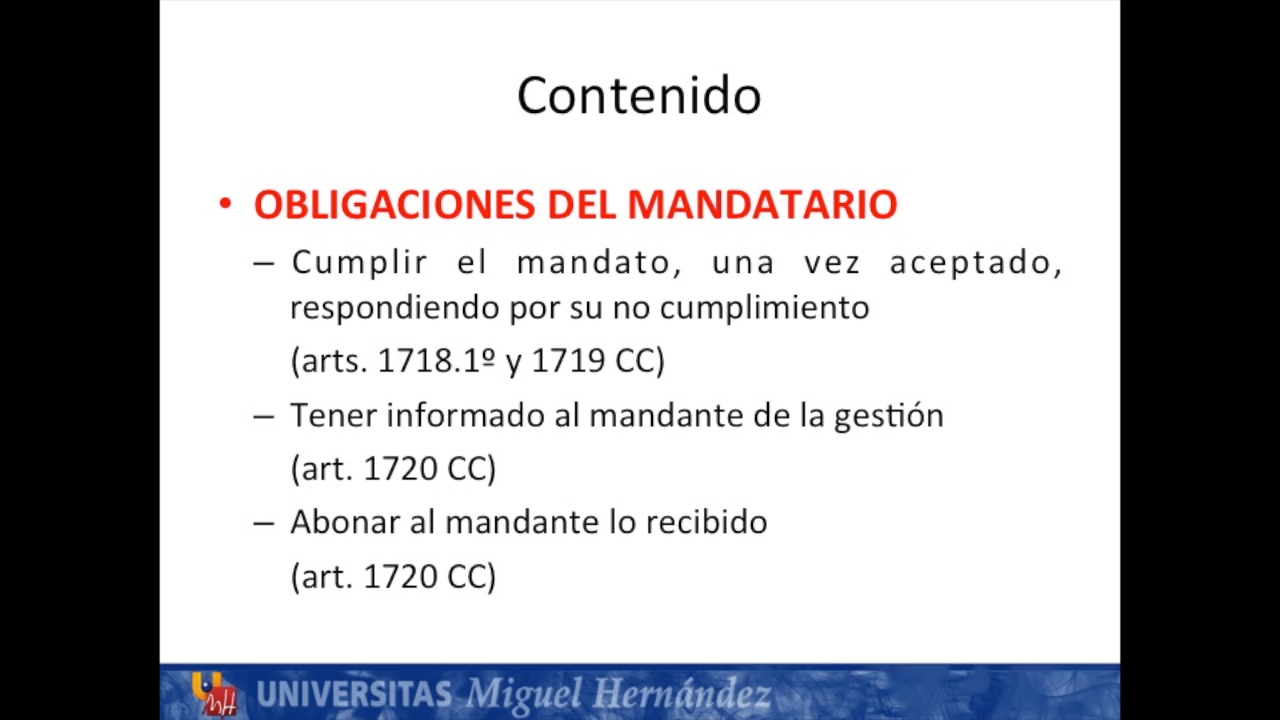 Contenido
• OBLIGACIONES DEL MANDATARIO
– Cumplir el mandato, una vez aceptado,
respondiendo por su no cumplimiento
(arts. 1718.1º y 1719 CC)
– Tener informado al mandante de la gestión
(art. 1720 CC)
– Abonar al mandante lo recibido
(art. 1720 CC)
UMH UNIVERSITAS Miguel Hernández